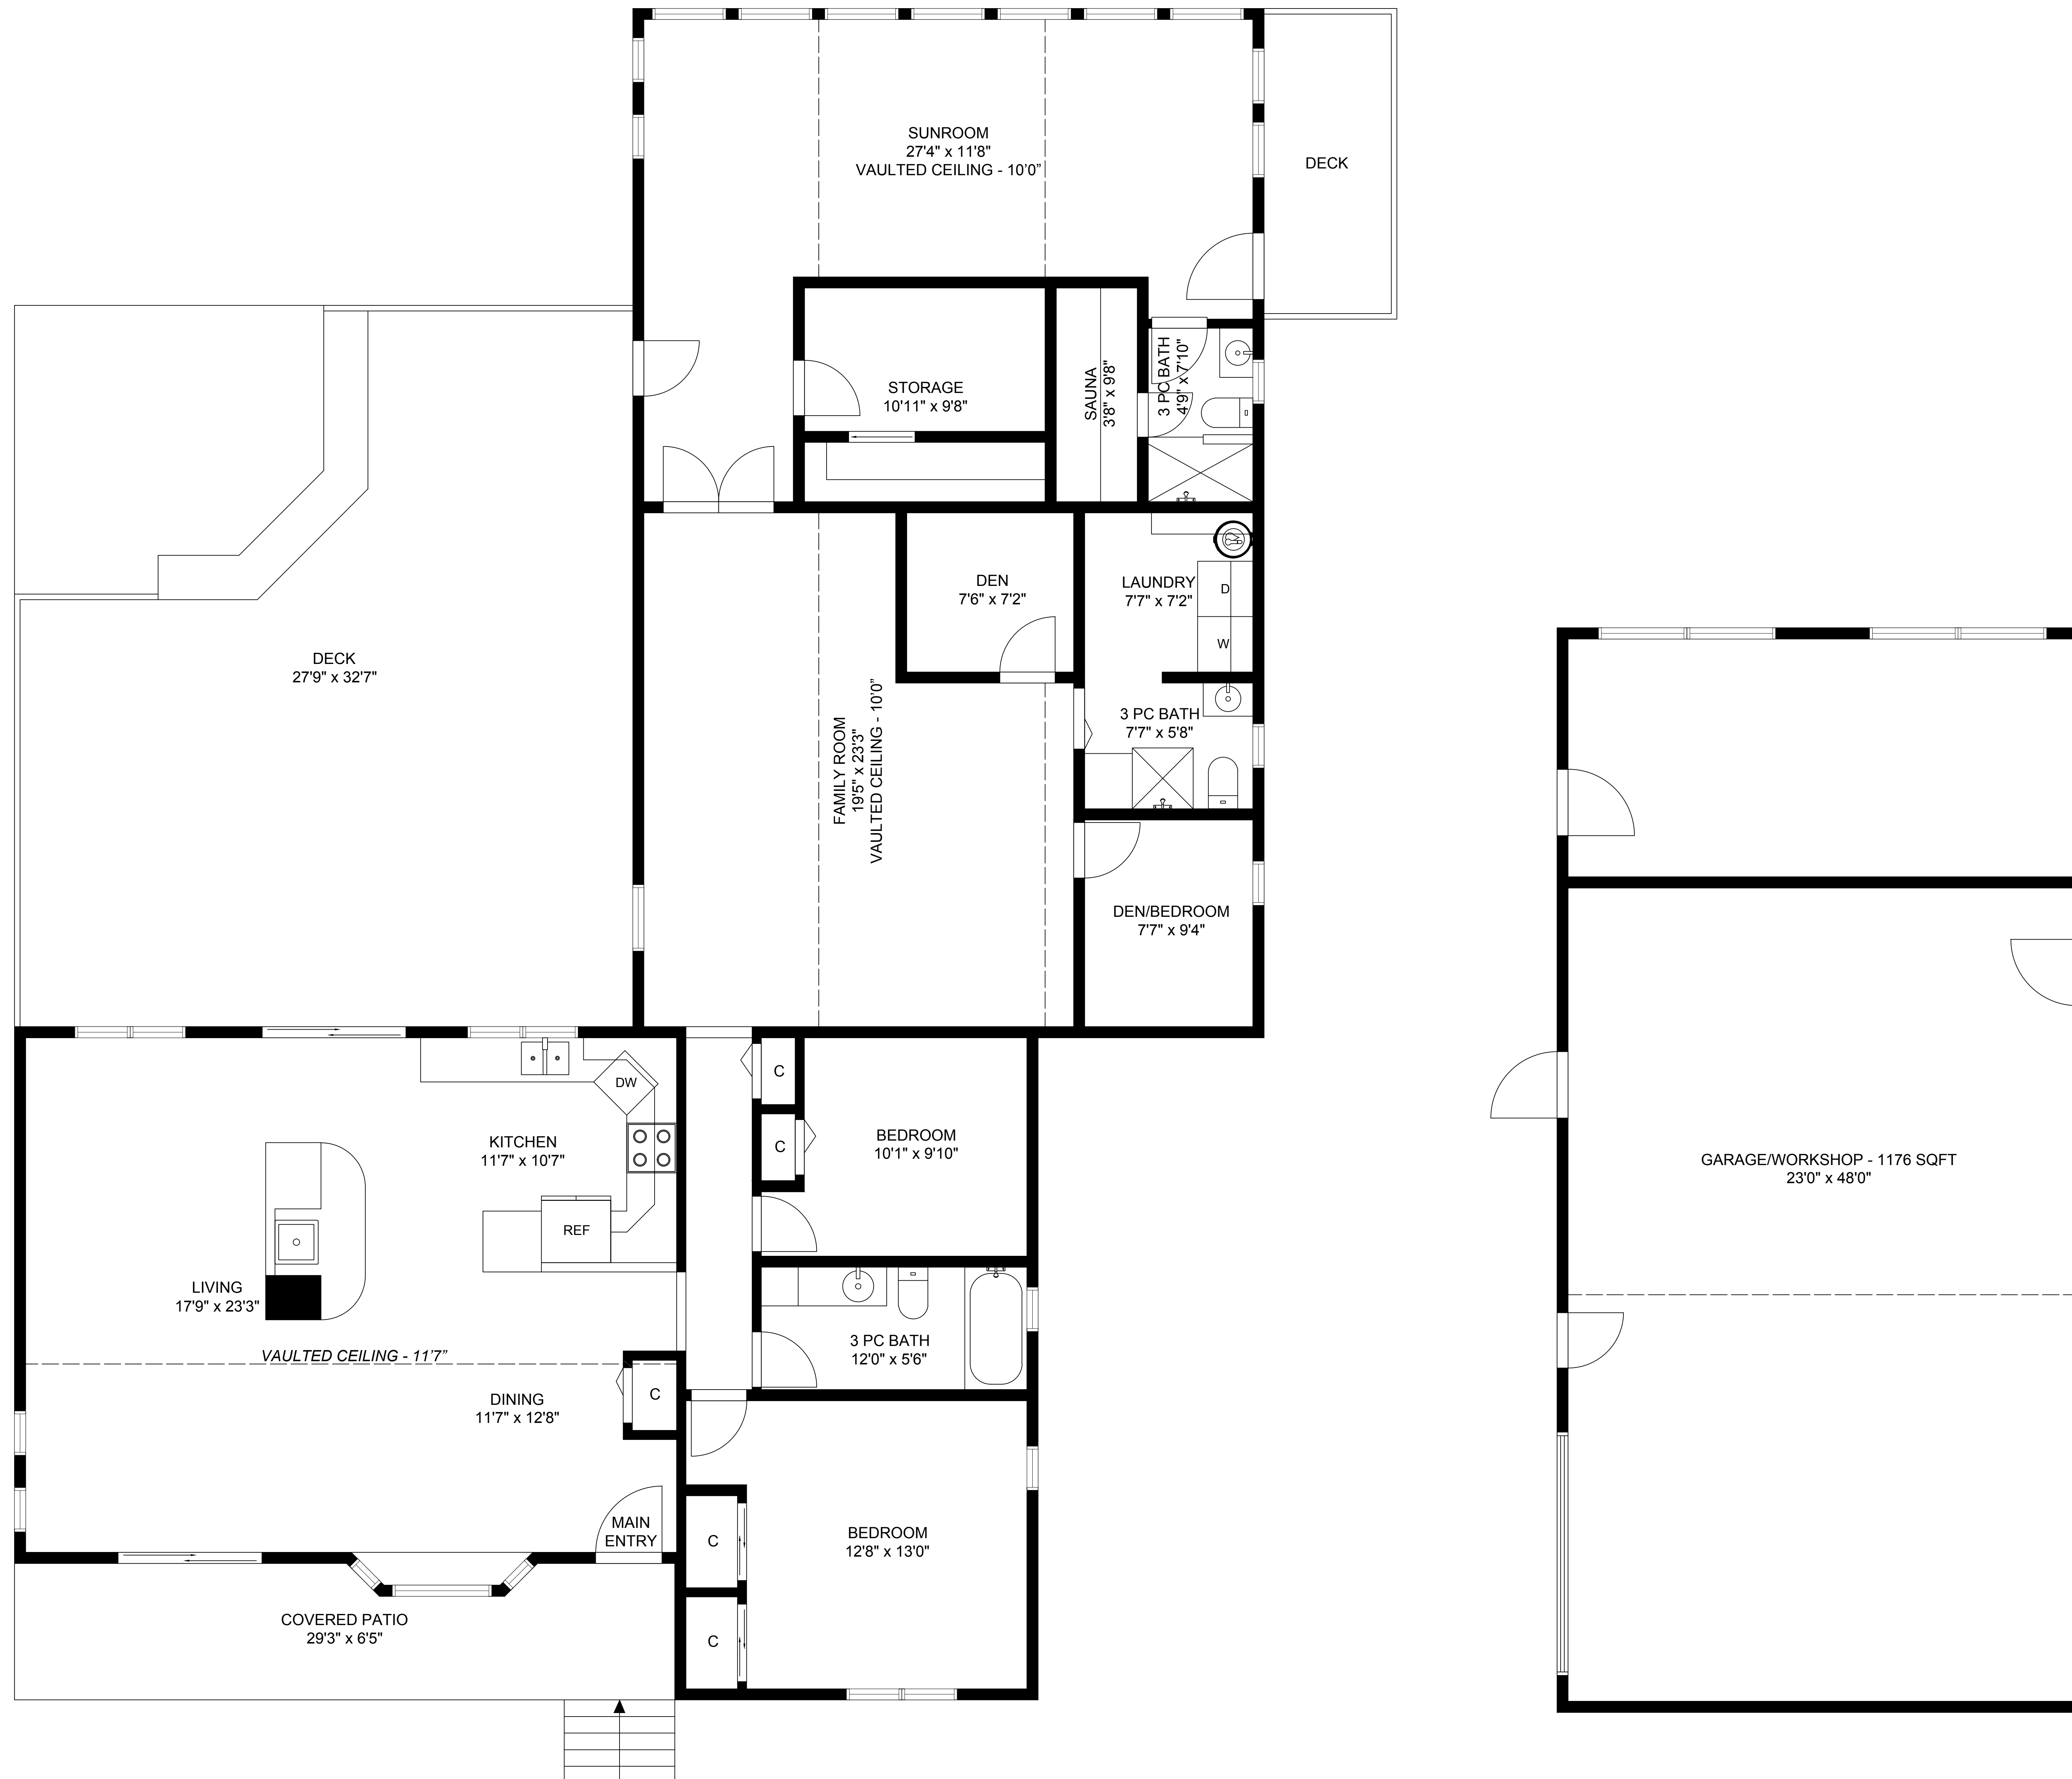 SUNROOM
27'4" x 11'8"
VAULTED CEILING - 10'0"
DECK
STORAGE
10'11" x 9'8"
SAUNA
3'8" x 9'8"
3 PC BATH
4'9" x 7'10"
DEN
7'6" x 7'2"
LAUNDRY
7'7" x 7'2"
D
W
DECK
27'9" x 32'7"
3 PC BATH
7'7" x 5'8"
FAMILY ROOM
19'5" x 23'3"
VAULTED CEILING - 10'0"
DEN/BEDROOM
7'7" x 9'4"
DW
C
C
KITCHEN
11'7" x 10'7"
BEDROOM
10'1" x 9'10"
REF
LIVING
17'9" x 23'3"
VAULTED CEILING - 11'7"
3 PC BATH
12'0" x 5'6"
DINING
11'7" x 12'8"
C
MAIN
ENTRY
C
BEDROOM
12'8" x 13'0"
C
COVERED PATIO
29'3" x 6'5"
GARAGE/WORKSHOP - 1176 SQFT
23'0" x 48'0"